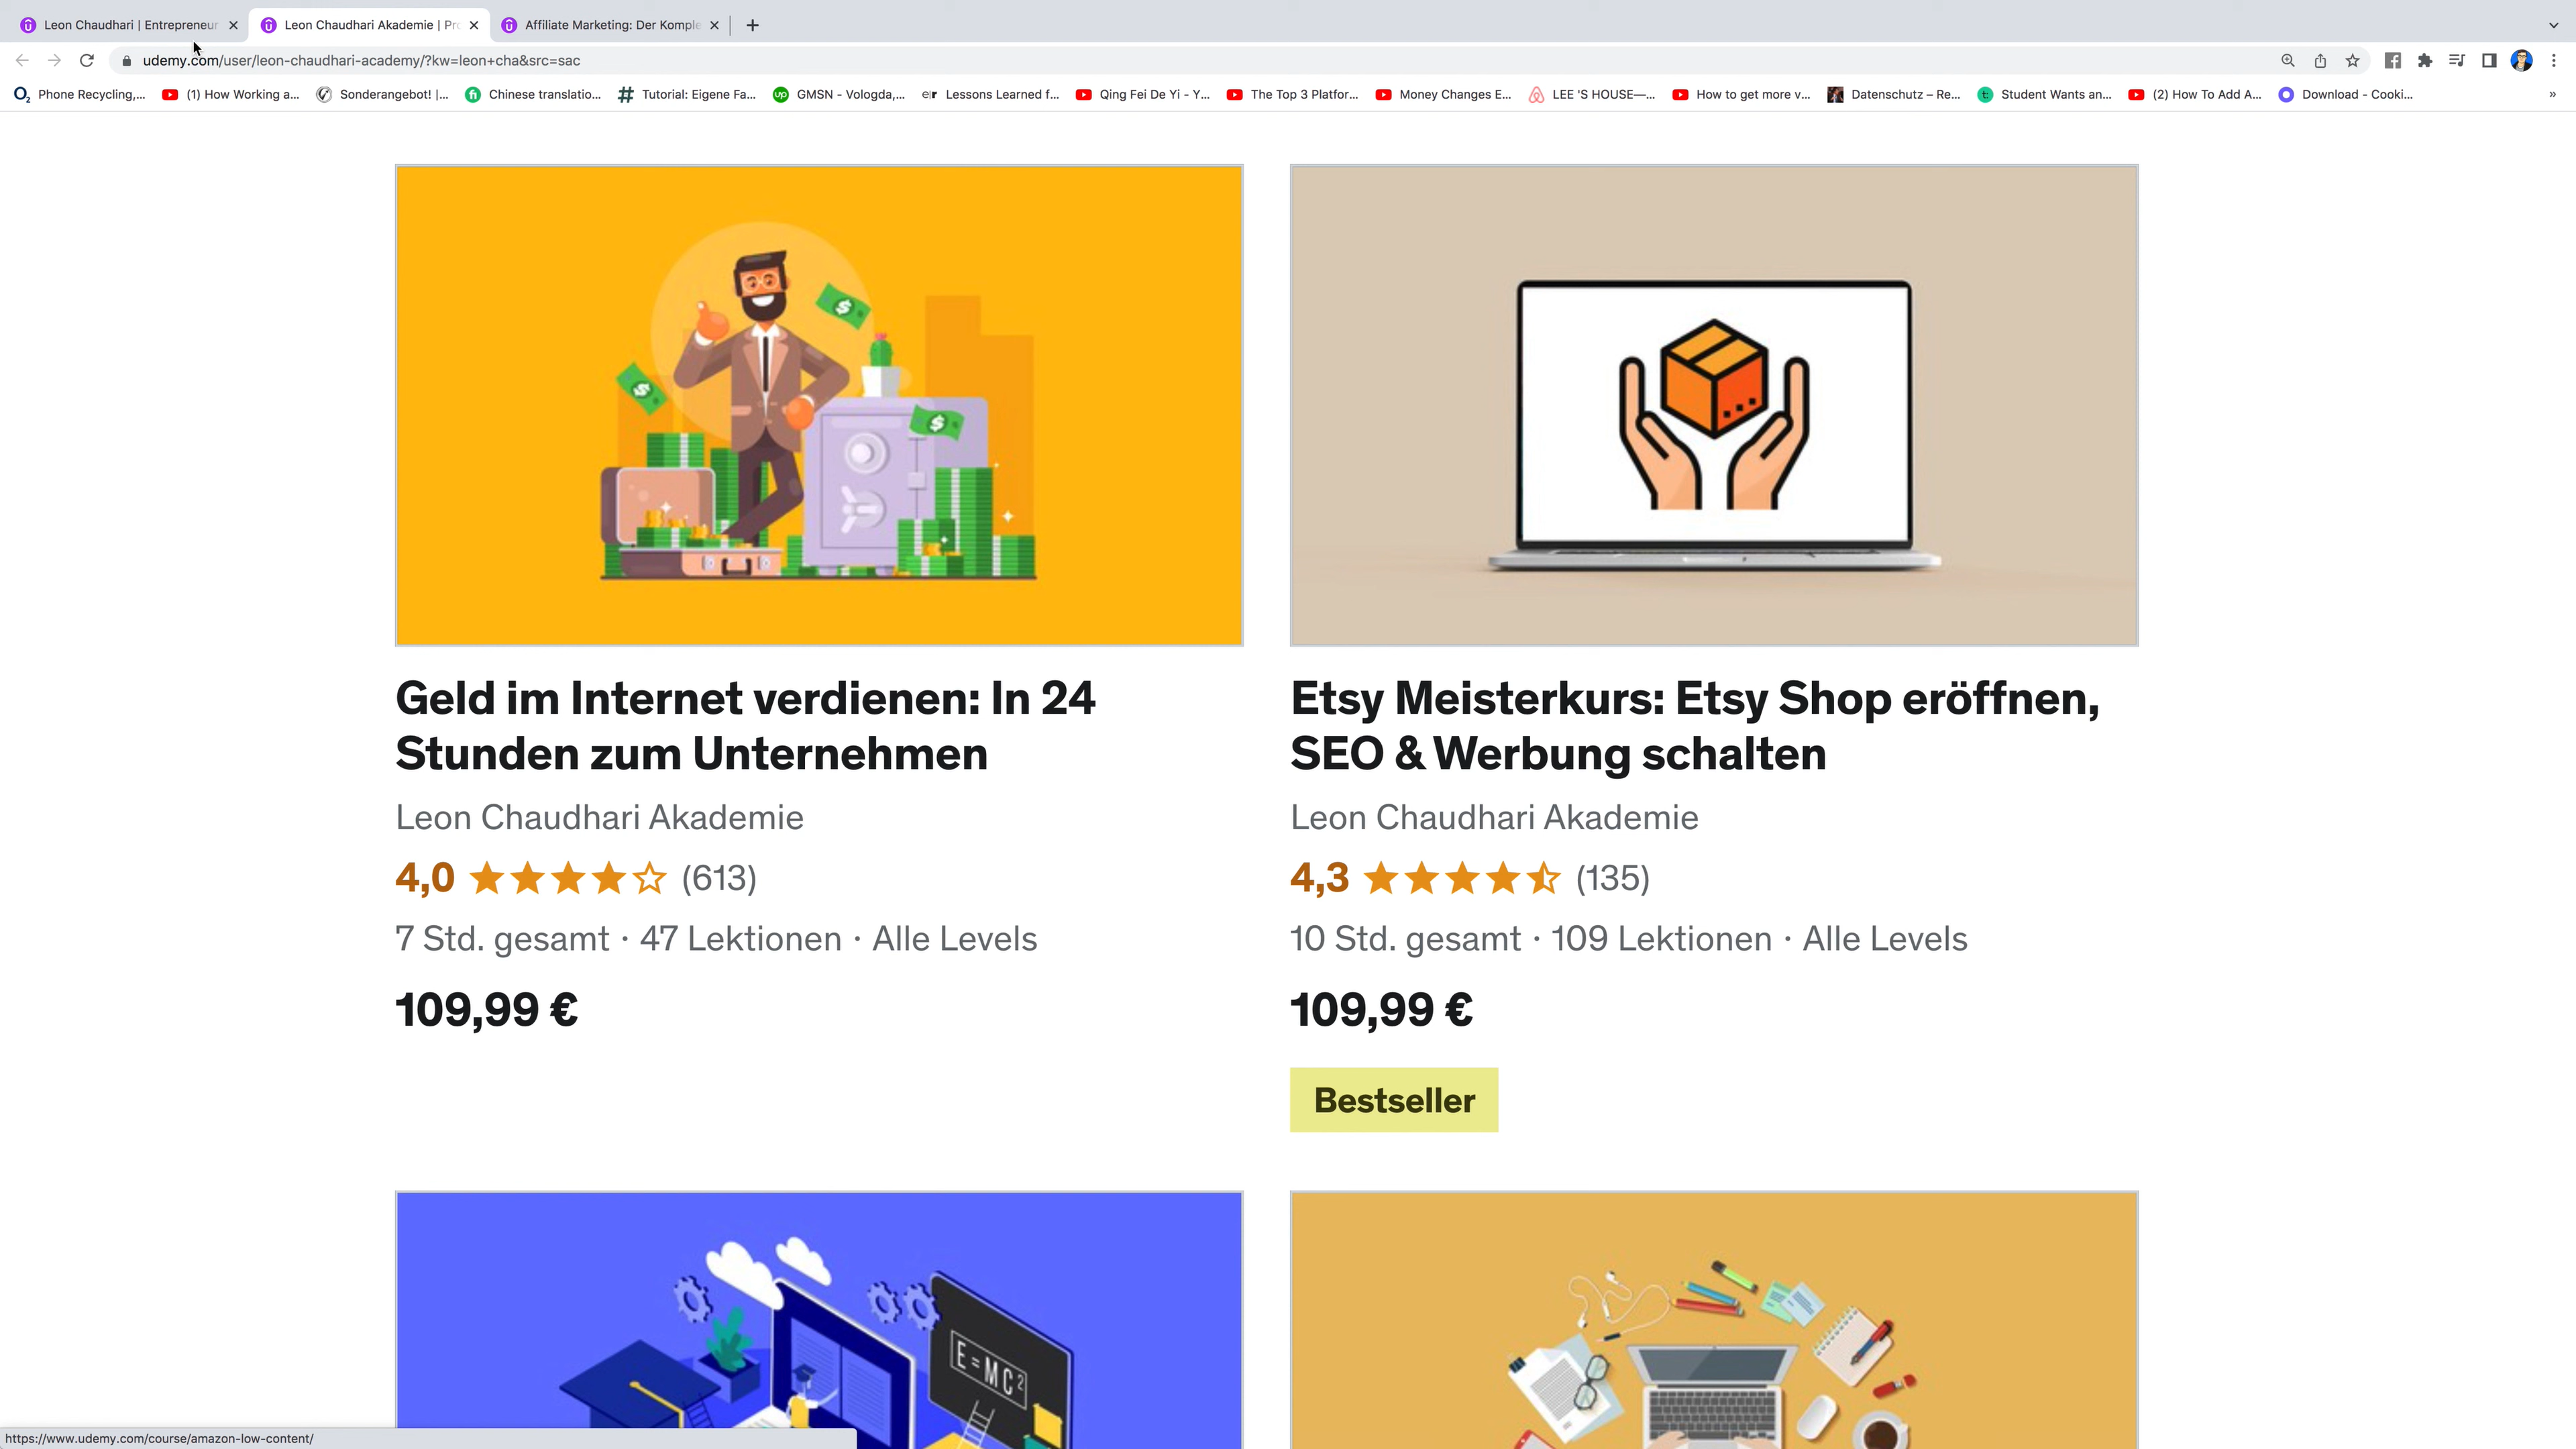 Leon Chaudhari | Entrepreneur
Leon Chaudhari Akademie | Pr
Affiliate Marketing: Der Komple
udemy.com/user/leon-chaudhari-academy/?kw=leon+cha&src=sac
Phone Recycling,...
(1) How Working a...
Sonderangebot! |...
Chinese translatio...
Tutorial: Eigene Fa...
GMSN - Vologda,...
Lessons Learned f...
Qing Fei De Yi - Y...
The Top 3 Platfor...
Money Changes E...
LEE 'S HOUSE—...
How to get more v...
Datenschutz – Re...
Student Wants an...
(2) How To Add A...
Download - Cooki...
»
Geld im Internet verdienen: In 24
Stunden zum Unternehmen
Leon Chaudhari Akademie
4,0 (613)
7 Std. gesamt · 47 Lektionen · Alle Levels
109,99 €
Etsy Meisterkurs: Etsy Shop eröffnen,
SEO & Werbung schalten
Leon Chaudhari Akademie
4,3 (135)
10 Std. gesamt · 109 Lektionen · Alle Levels
109,99 €
Bestseller
E=MC²
https://www.udemy.com/course/amazon-low-content/